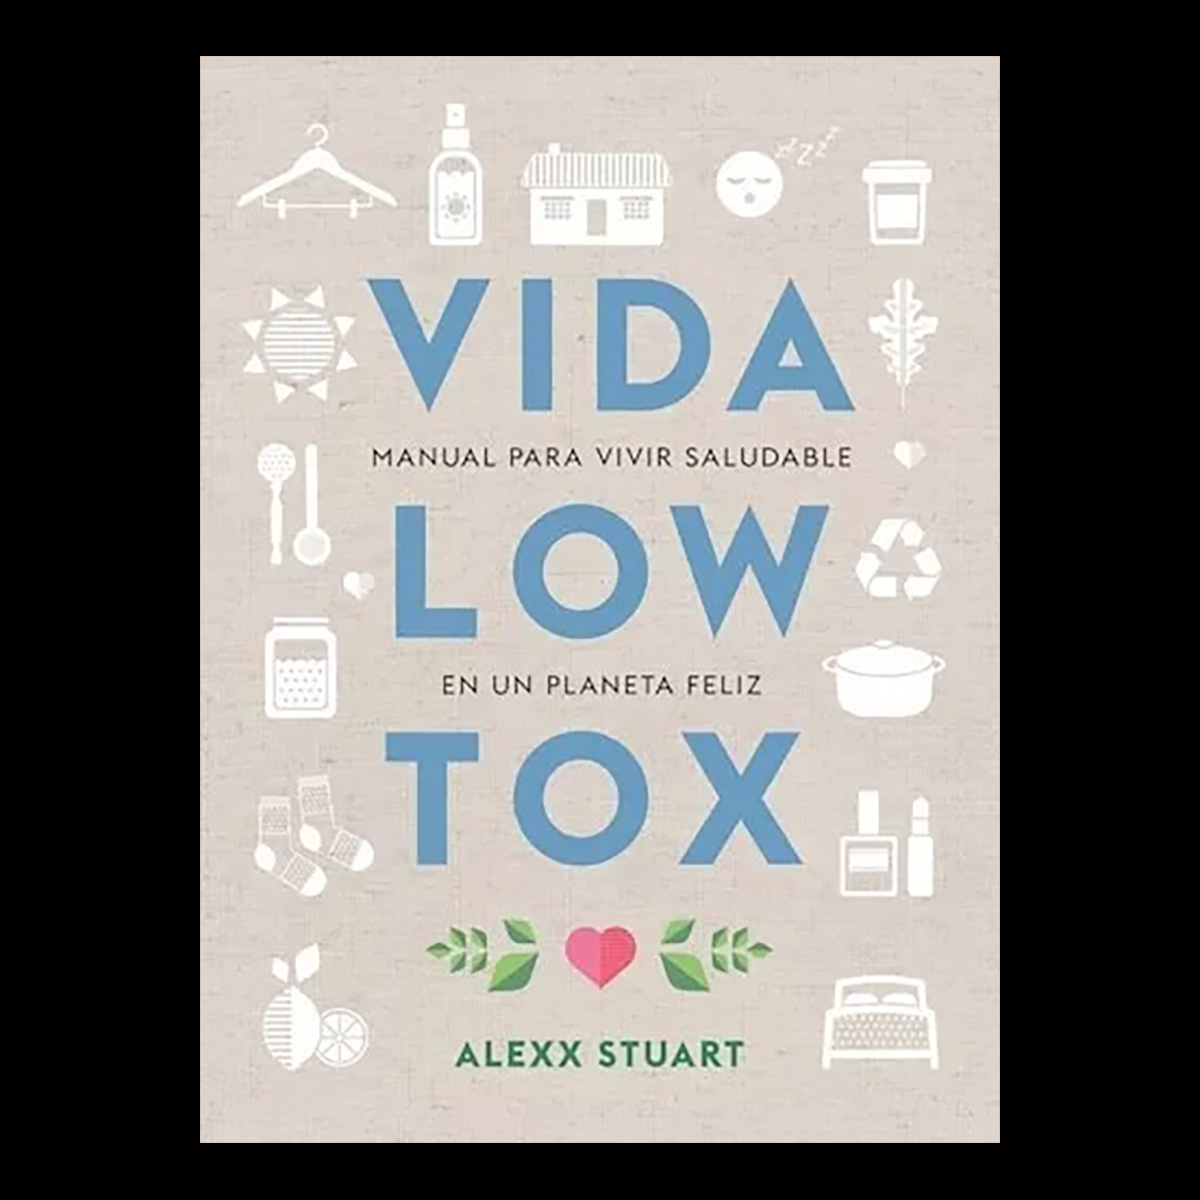 VIDA
MANUAL PARA VIVIR SALUDABLE
LOW
EN UN PLANETA FELIZ
TOX
ALEXX STUART